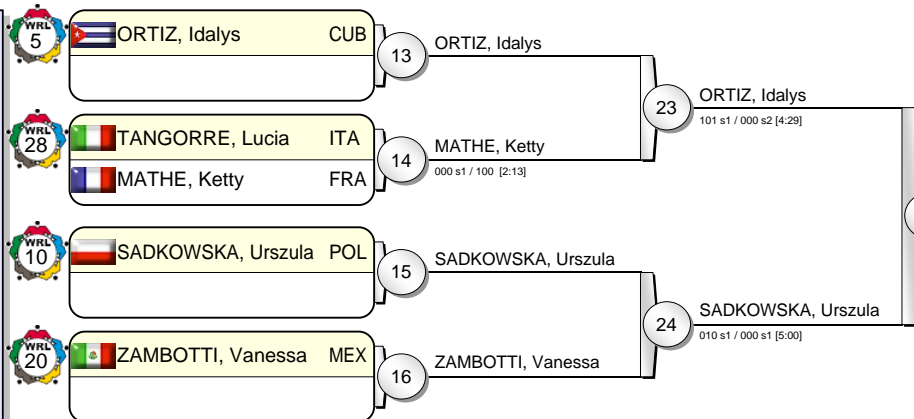 WRL
5
ORTIZ, Idalys CUB
13
ORTIZ, Idalys
23
ORTIZ, Idalys
101 s1 / 000 s2 [4:29]
WRL
28
TANGORRE, Lucia ITA
MATHE, Ketty FRA
14
MATHE, Ketty
000 s1 / 100 [2:13]
WRL
10
SADKOWSKA, Urszula POL
15
SADKOWSKA, Urszula
24
SADKOWSKA, Urszula
010 s1 / 000 s1 [5:00]
WRL
20
ZAMBOTTI, Vanessa MEX
16
ZAMBOTTI, Vanessa